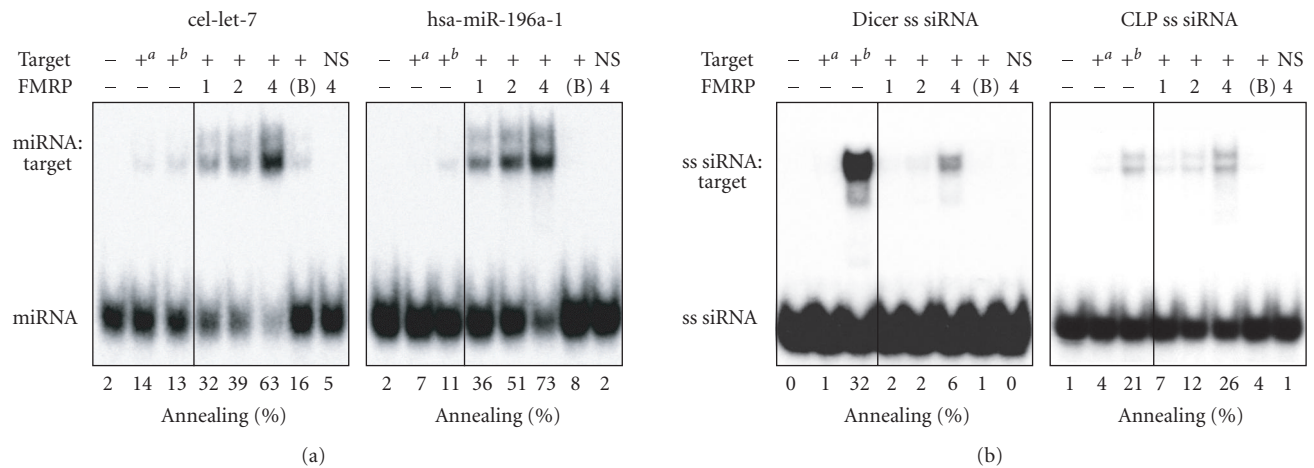 cel-let-7 hsa-miR-196a-1
Target – +a +b + + + + NS – +a +b + + + + NS
FMRP – – – 1 2 4 (B) 4 – – – 1 2 4 (B) 4
miRNA:
target
miRNA
2 14 13 32 39 63 16 5 2 7 11 36 51 73 8 2
Annealing (%) Annealing (%)
(a)
Dicer ss siRNA CLP ss siRNA
Target – +a +b + + + + NS – +a +b + + + + NS
FMRP – – – 1 2 4 (B) 4 – – – 1 2 4 (B) 4
ss siRNA:
target
ss siRNA
0 1 32 2 2 6 1 0 1 4 21 7 12 26 4 1
Annealing (%) Annealing (%)
(b)